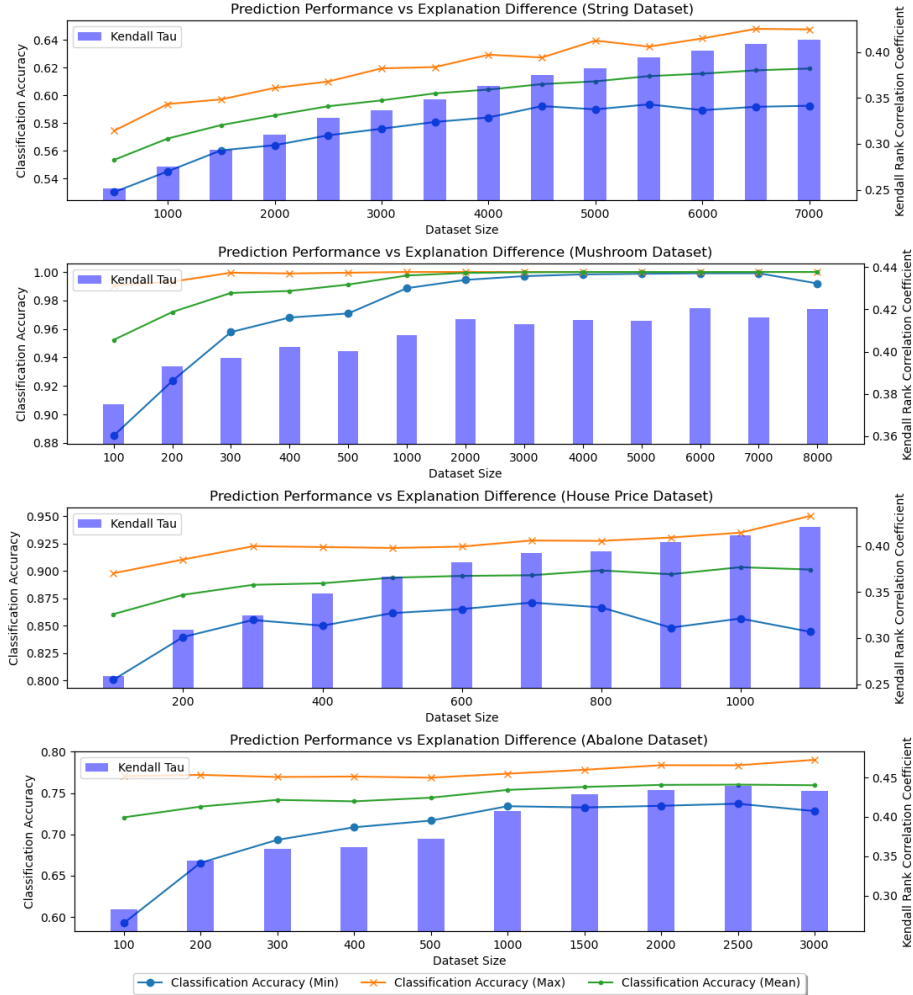 Prediction Performance vs Explanation Difference (String Dataset)
Kendall Tau
Classification Accuracy
0.64
0.62
0.60
0.58
0.56
0.54
0.40
0.35
0.30
0.25
Kendall Rank Correlation Coefficient
1000 2000 3000 4000 5000 6000 7000
Dataset Size
Prediction Performance vs Explanation Difference (Mushroom Dataset)
Kendall Tau
Classification Accuracy
1.00
0.98
0.96
0.94
0.92
0.90
0.88
0.44
0.42
0.40
0.38
0.36
Kendall Rank Correlation Coefficient
100 200 300 400 500 1000 2000 3000 4000 5000 6000 7000 8000
Dataset Size
Prediction Performance vs Explanation Difference (House Price Dataset)
Kendall Tau
Classification Accuracy
0.950
0.925
0.900
0.875
0.850
0.825
0.800
0.40
0.35
0.30
0.25
Kendall Rank Correlation Coefficient
200 400 600 800 1000
Dataset Size
Prediction Performance vs Explanation Difference (Abalone Dataset)
Kendall Tau
Classification Accuracy
0.80
0.75
0.70
0.65
0.60
0.45
0.40
0.35
0.30
Kendall Rank Correlation Coefficient
100 200 300 400 500 1000 1500 2000 2500 3000
Dataset Size
Classification Accuracy (Min) Classification Accuracy (Max) Classification Accuracy (Mean)